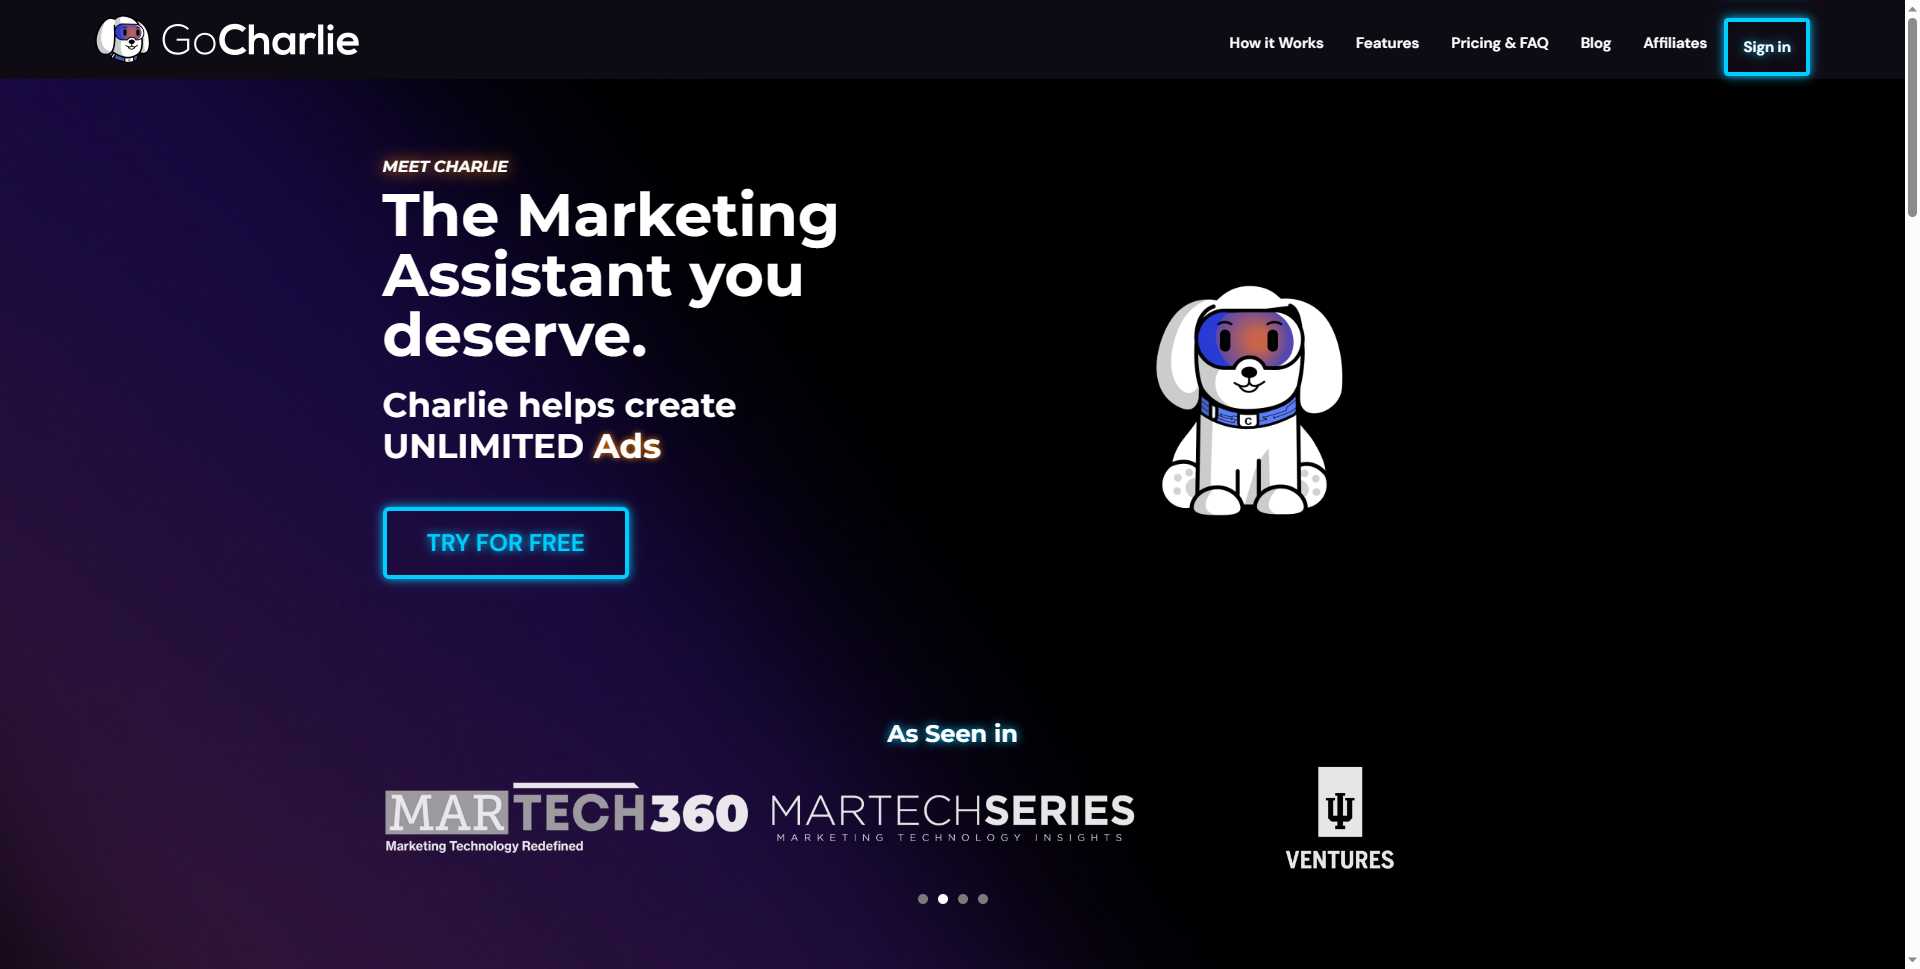 GoCharlie
How it Works
Features
Pricing & FAQ
Blog
Affiliates
Sign in
MEET CHARLIE
The Marketing
Assistant you
deserve.
Charlie helps create
UNLIMITED Ads
TRY FOR FREE
C
As Seen in
MARTECH360
Marketing Technology Redefined
MARTECHSERIES
MARKETING TECHNOLOGY INSIGHTS
VENTURES